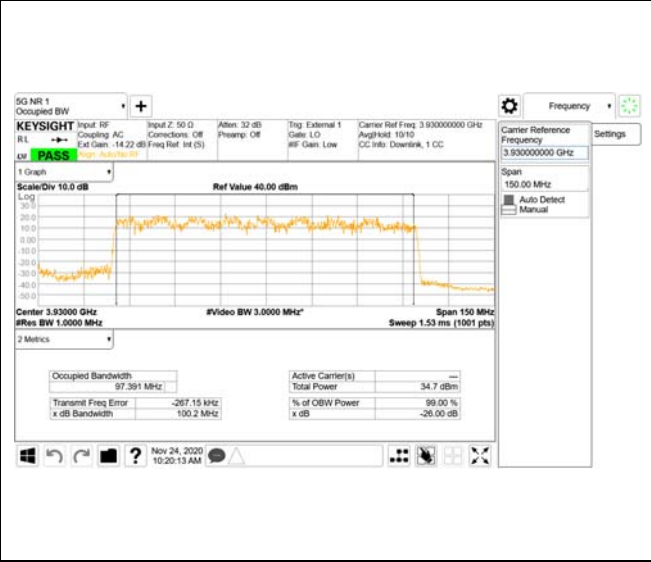 5G NR 1
Occupied BW
Frequency
KEYSIGHT
Input: RF
Input Z: 50 Ω
Atten: 32 dB
Trig: External 1
Carrier Ref Freq: 3.930000000 GHz
RL
Coupling: AC
Corrections: Off
Preamp: Off
Gate: LO
Avg|Hold: 10/10
Ext Gain: -14.22 dB
Freq Ref: Int (S)
#IF Gain: Low
CC Info: Downlink, 1 CC
PASS
Align: Auto/No RF
Carrier Reference
Frequency
3.930000000 GHz
Settings
Span
150.00 MHz
Auto Detect
Manual
1 Graph
Scale/Div 10.0 dB
Ref Value 40.00 dBm
Log
30.0
20.0
10.0
0.00
-10.0
-20.0
-30.0
-40.0
-50.0
Center 3.93000 GHz
#Video BW 3.0000 MHz*
Span 150 MHz
#Res BW 1.0000 MHz
Sweep 1.53 ms (1001 pts)
2 Metrics
Occupied Bandwidth
97.391 MHz
Transmit Freq Error
-267.15 kHz
x dB Bandwidth
100.2 MHz
Active Carrier(s)
---
Total Power
34.7 dBm
% of OBW Power
99.00 %
x dB
-26.00 dB
?
Nov 24, 2020
10:20:13 AM